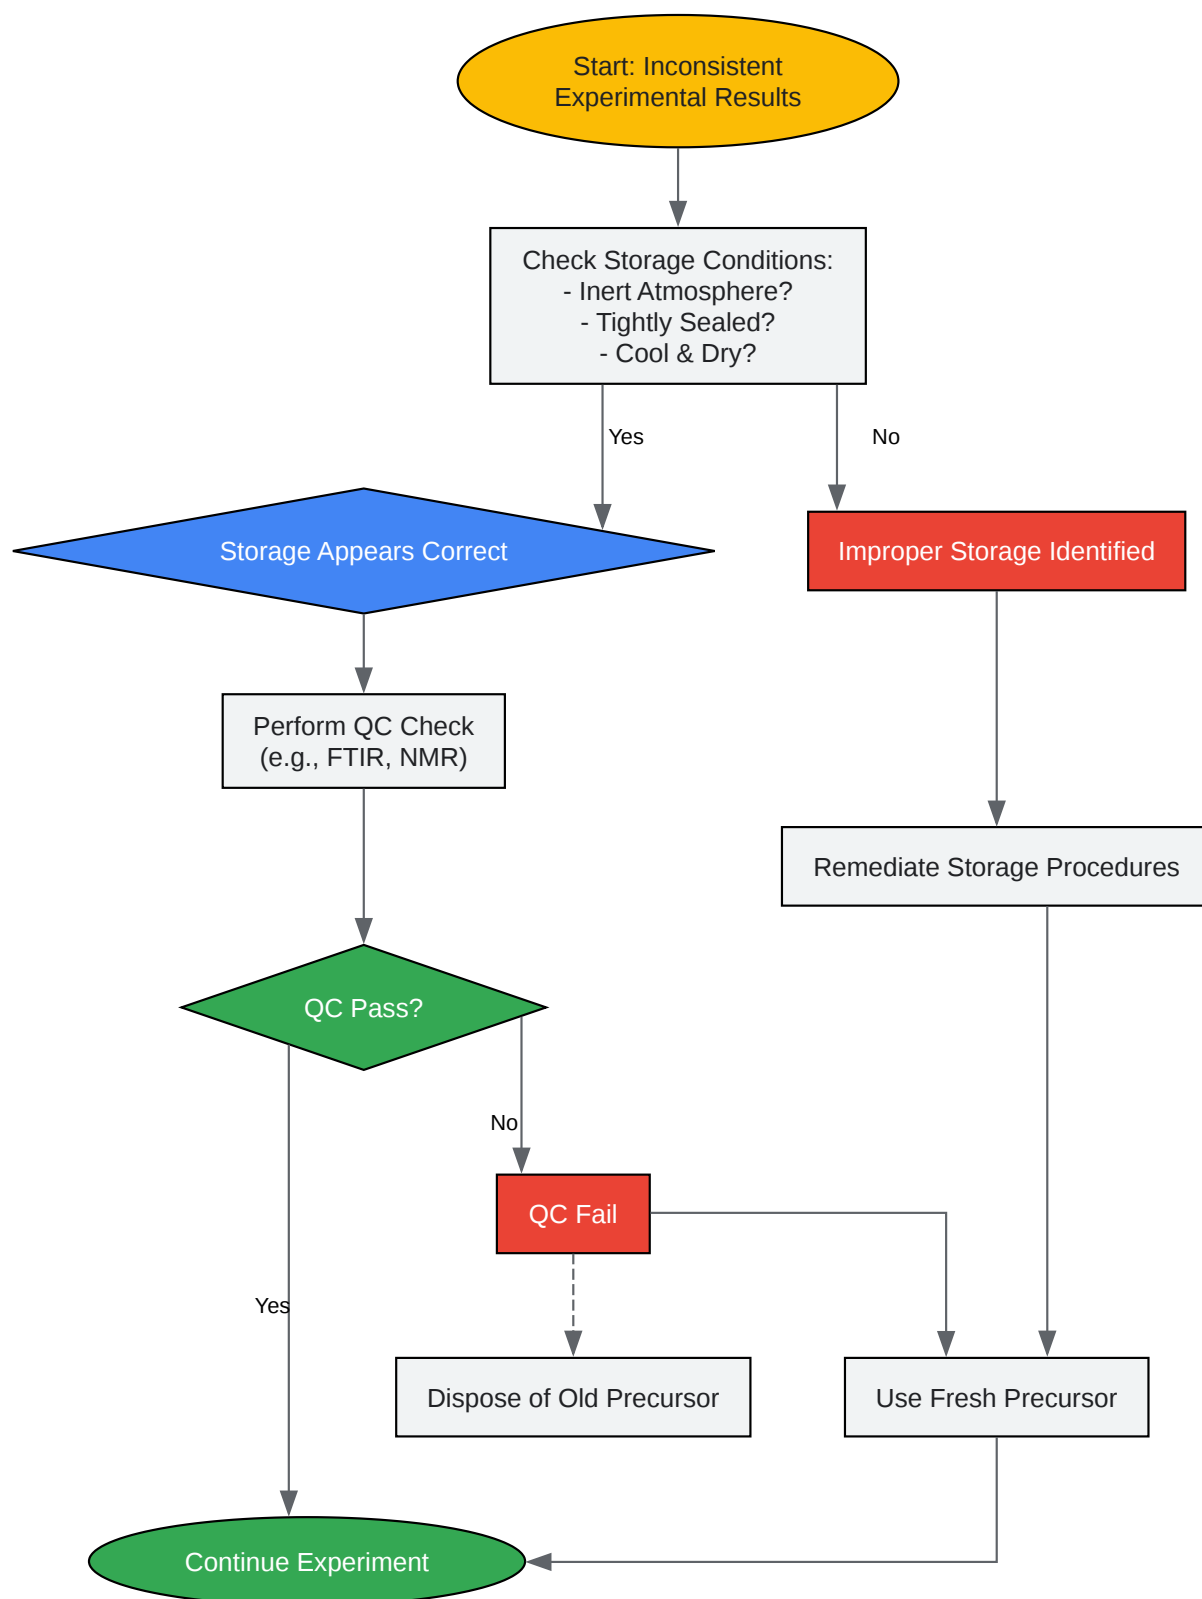 Start: Inconsistent
Experimental Results
Check Storage Conditions:
- Inert Atmosphere?
- Tightly Sealed?
- Cool & Dry?
Yes
No
Storage Appears Correct
Improper Storage Identified
Perform QC Check
(e.g., FTIR, NMR)
Remediate Storage Procedures
QC Pass?
No
QC Fail
Yes
Dispose of Old Precursor
Use Fresh Precursor
Continue Experiment